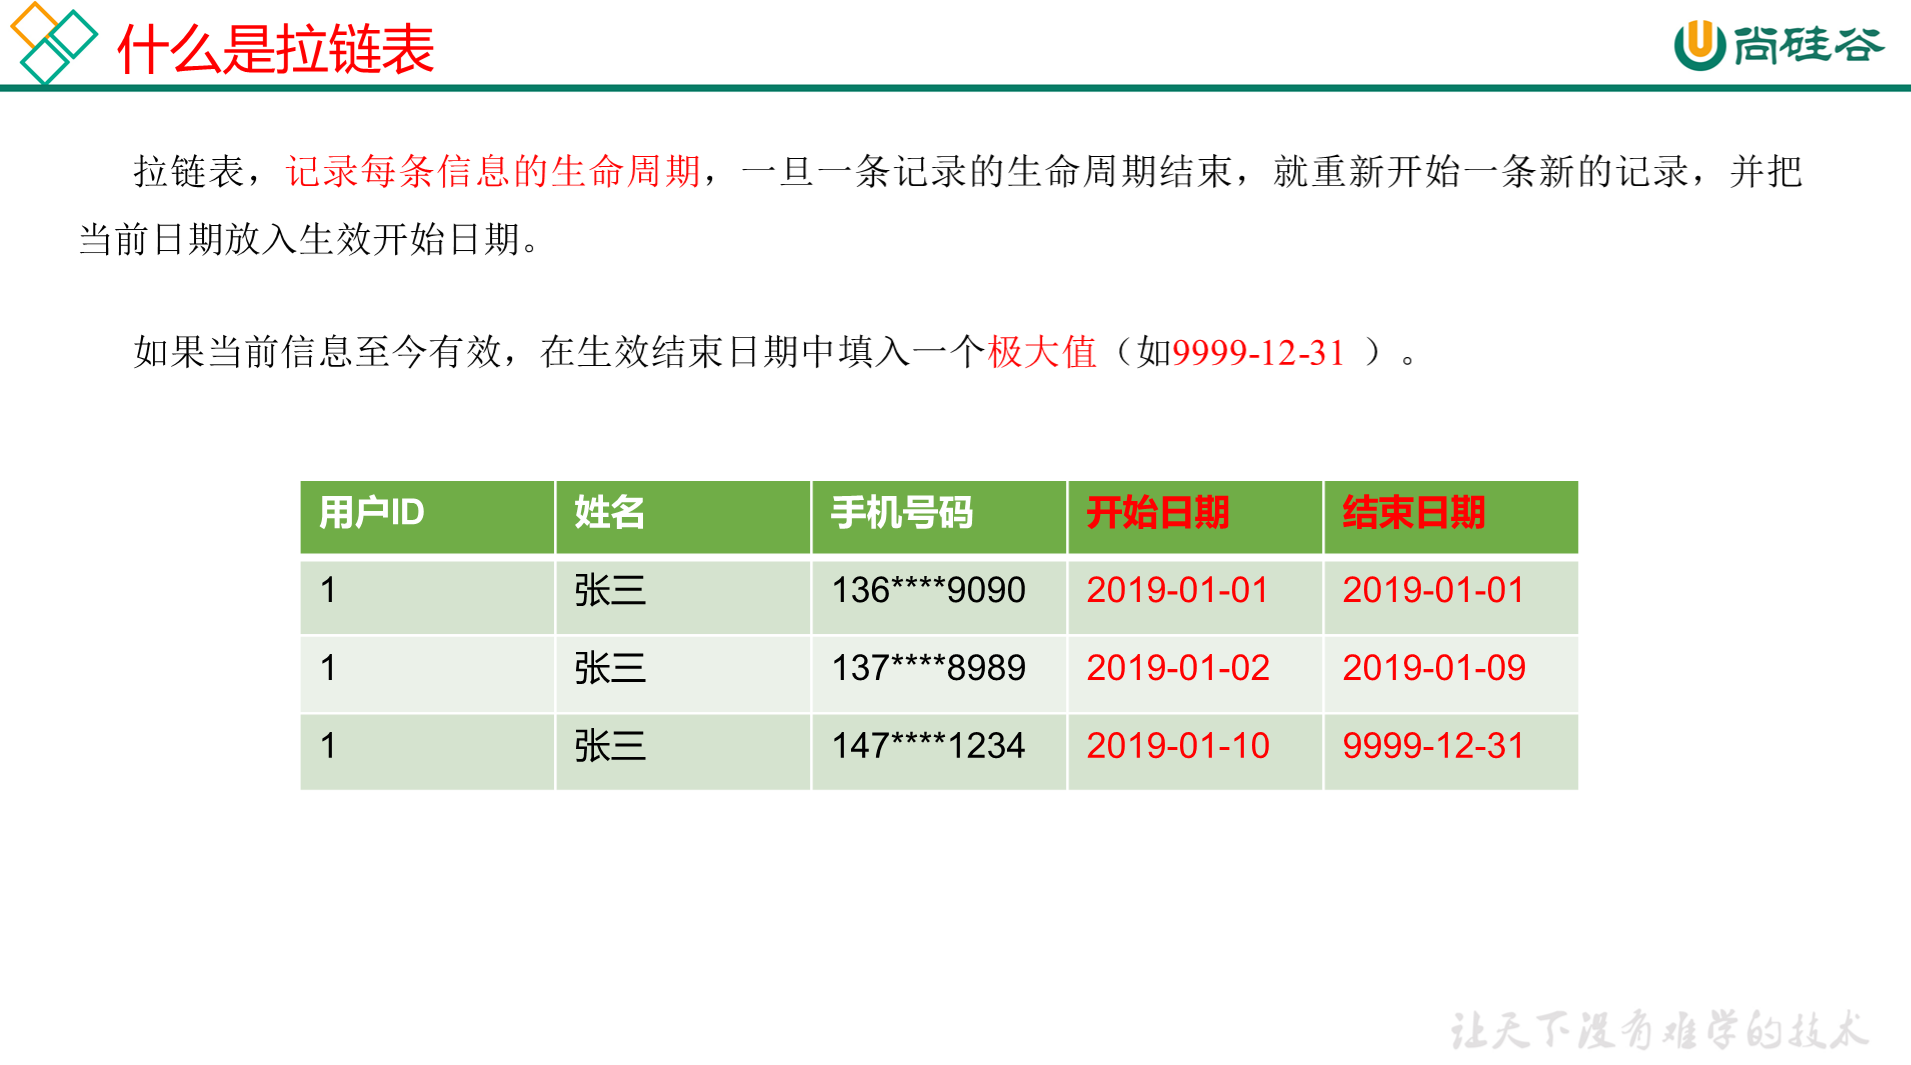 什么是拉链表
尚硅谷
拉链表，记录每条信息的生命周期，一旦一条记录的生命周期结束，就重新开始一条新的记录，并把
当前日期放入生效开始日期。
如果当前信息至今有效，在生效结束日期中填入一个极大值（如9999-12-31 ）。
用户ID 姓名 手机号码 开始日期 结束日期
1 张三 136****9090 2019-01-01 2019-01-01
1 张三 137****8989 2019-01-02 2019-01-09
1 张三 147****1234 2019-01-10 9999-12-31
让天下没有难学的技术